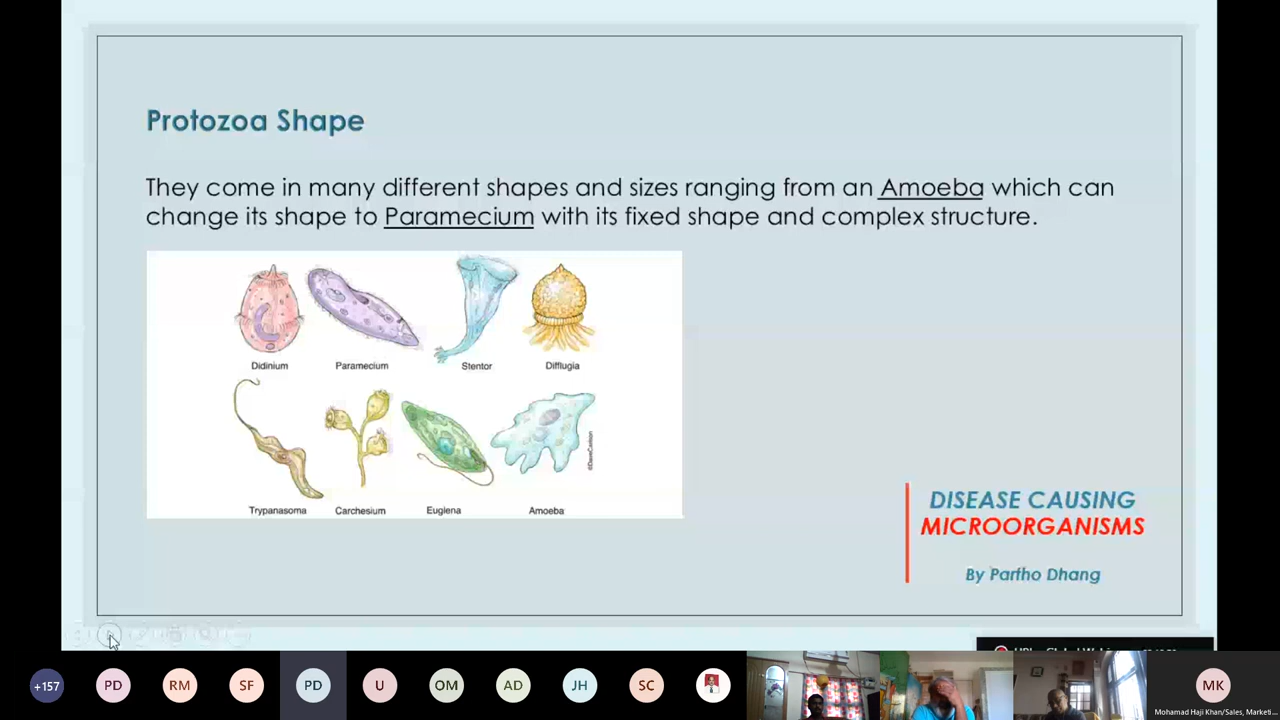 Protozoa Shape
They come in many different shapes and sizes ranging from an Amoeba which can
change its shape to Paramecium with its fixed shape and complex structure.
Didinium Paramecium Stentor Difflugia
©DaveCarlson
Trypanasoma Carchesium Euglena Amoeba
DISEASE CAUSING
MICROORGANISMS
By Partho Dhang
+157 PD RM SF PD U OM AD JH SC MK
Mohamad Haji Khan/Sales, Marketi...